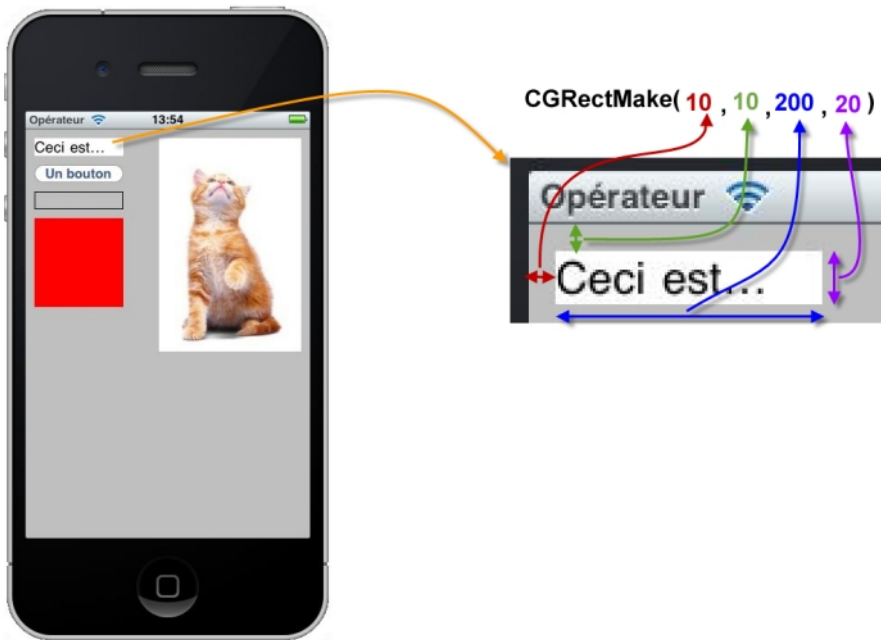 Opérateur 13:54
Ceci est...
Un bouton
CGRectMake( 10 , 10 ,200 , 20 )
Opérateur
Ceci est...